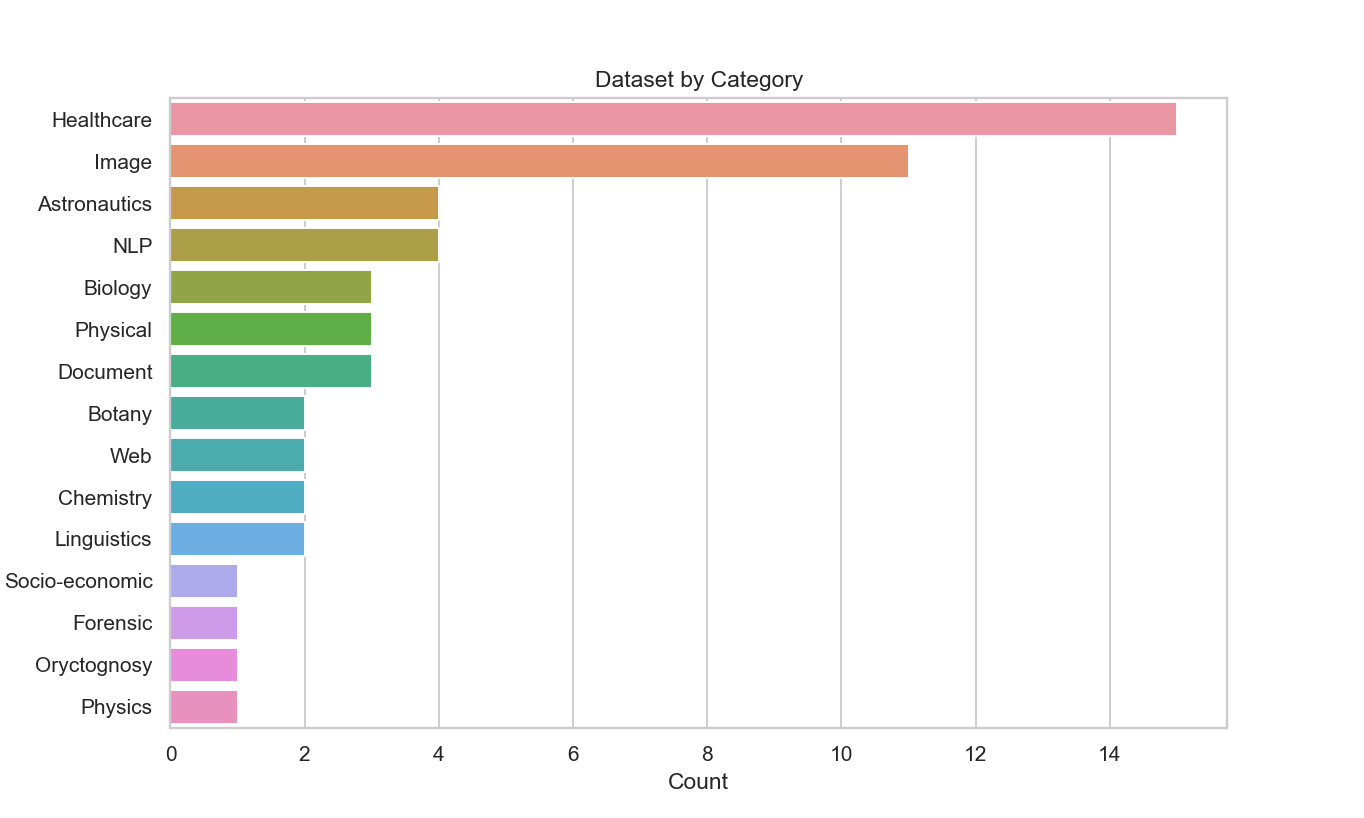 Dataset by Category
Healthcare
Image
Astronautics
NLP
Biology
Physical
Document
Botany
Web
Chemistry
Linguistics
Socio-economic
Forensic
Oryctognosy
Physics
0 2 4 6 8 10 12 14
Count